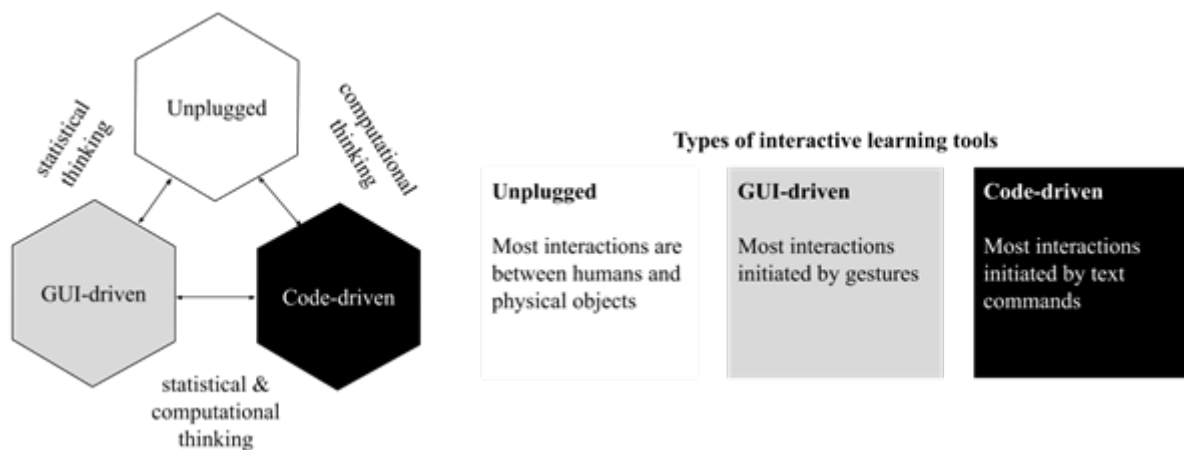 Unplugged
statistical
thinking
computational
thinking
GUI-driven
Code-driven
statistical &
computational
thinking
Types of interactive learning tools
Unplugged
Most interactions are
between humans and
physical objects
GUI-driven
Most interactions
initiated by gestures
Code-driven
Most interactions
initiated by text
commands